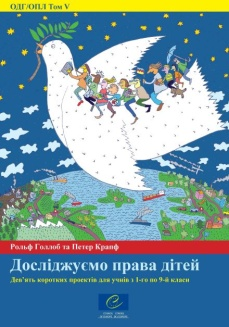 ОДГ/ОПЛ Том V
Рольф Голлоб та Петер Крапф
Досліджуємо права дітей
Дев'ять коротких проектів для учнів з 1-го по 9-й класи